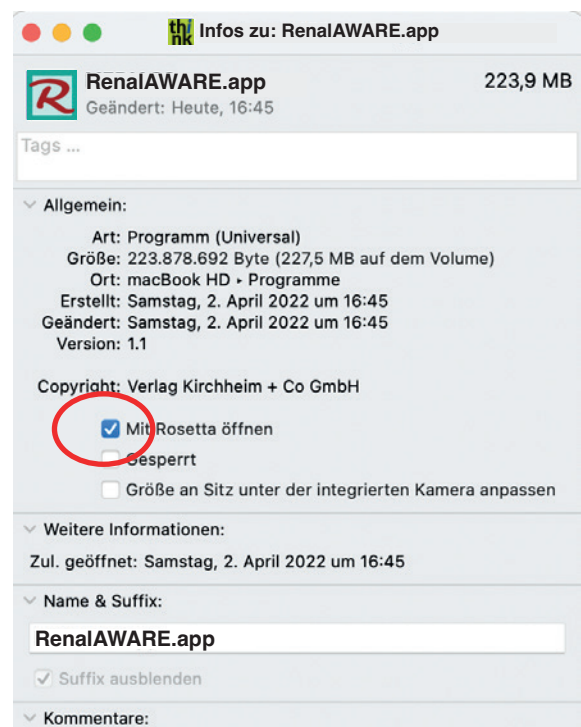 think Infos zu: RenalAWARE.app
R RenalAWARE.app 223,9 MB
Geändert: Heute, 16:45
Tags ...
Allgemein:
Art: Programm (Universal)
Größe: 223.878.692 Byte (227,5 MB auf dem Volume)
Ort: macBook HD ▸ Programme
Erstellt: Samstag, 2. April 2022 um 16:45
Geändert: Samstag, 2. April 2022 um 16:45
Version: 1.1
Copyright: Verlag Kirchheim + Co GmbH
Mit Rosetta öffnen
Gesperrt
Größe an Sitz unter der integrierten Kamera anpassen
Weitere Informationen:
Zul. geöffnet: Samstag, 2. April 2022 um 16:45
Name & Suffix:
RenalAWARE.app
Suffix ausblenden
Kommentare: